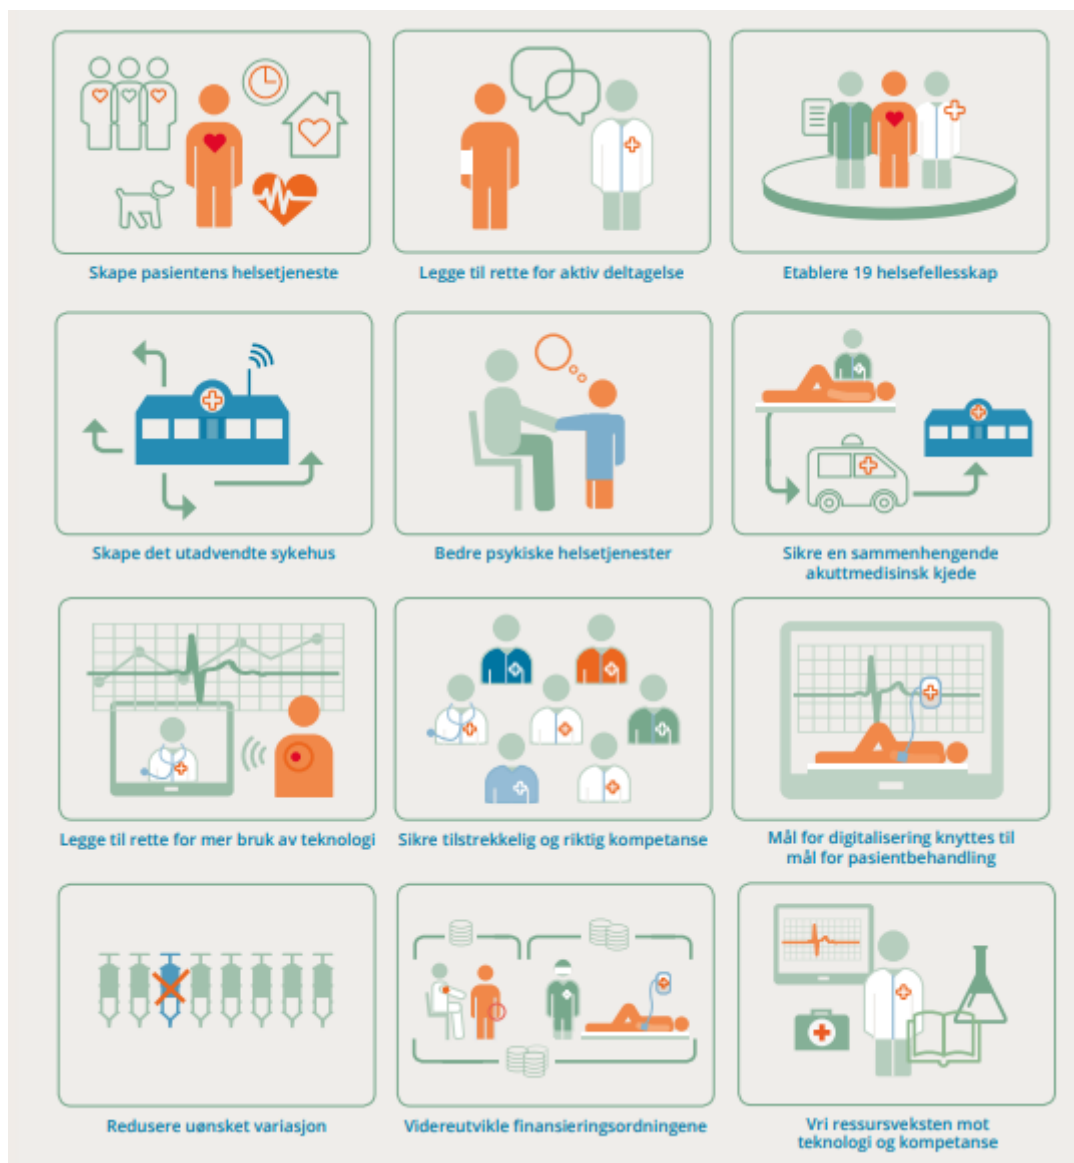 Skape pasientens helsetjeneste
Legge til rette for aktiv deltagelse
Etablere 19 helsefellesskap
Skape det utadvendte sykehus
Bedre psykiske helsetjenester
Sikre en sammenhengende
akuttmedisinsk kjede
Legge til rette for mer bruk av teknologi
Sikre tilstrekkelig og riktig kompetanse
Mål for digitalisering knyttes til
mål for pasientbehandling
Redusere uønsket variasjon
Videreutvikle finansieringsordningene
Vri ressursveksten mot
teknologi og kompetanse